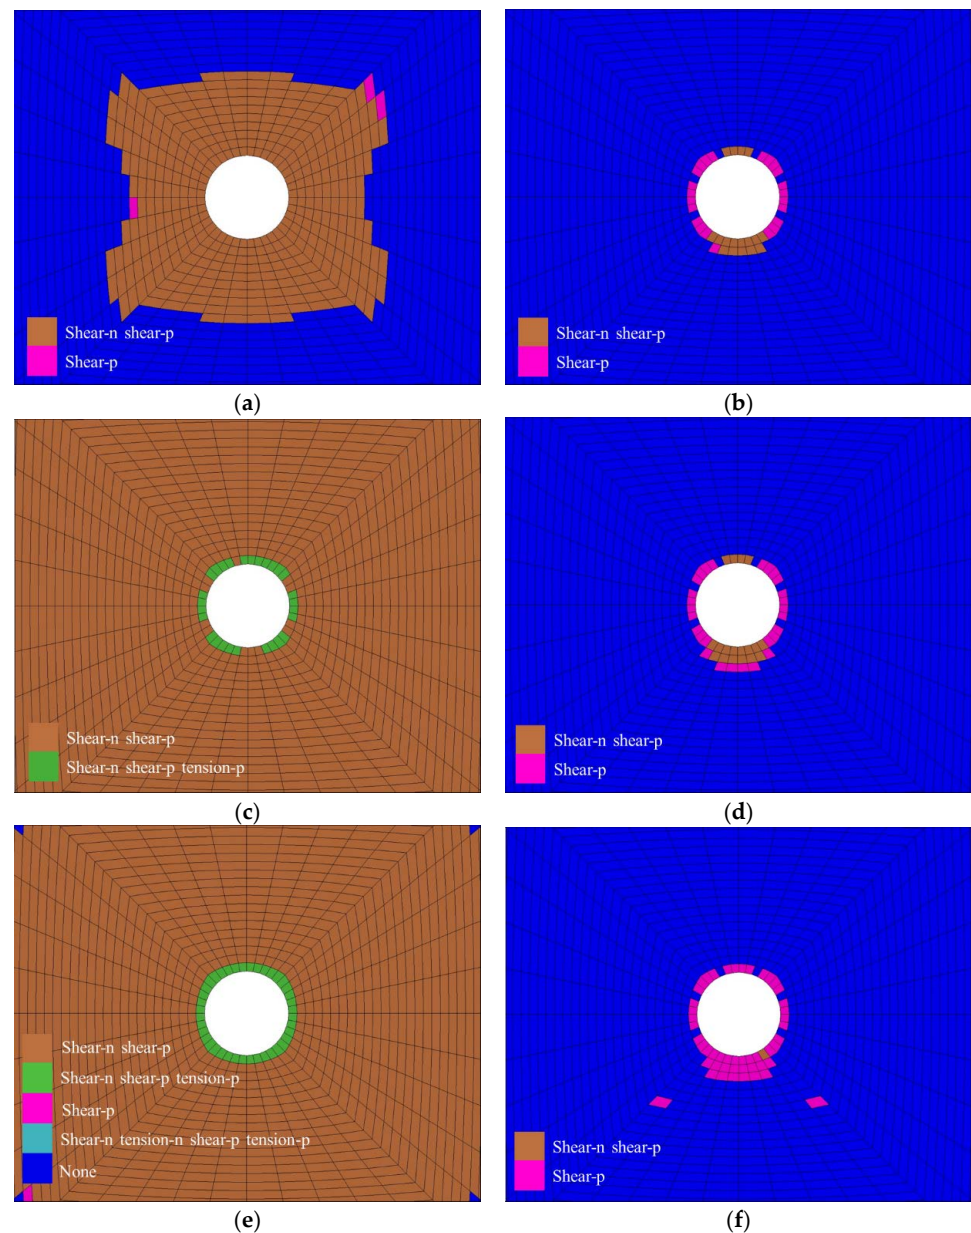 Shear-n shear-p
Shear-p
(a)
Shear-n shear-p
Shear-p
(b)
Shear-n shear-p
Shear-n shear-p tension-p
(c)
Shear-n shear-p
Shear-p
(d)
Shear-n shear-p
Shear-n shear-p tension-p
Shear-p
Shear-n tension-n shear-p tension-p
None
(e)
Shear-n shear-p
Shear-p
(f)